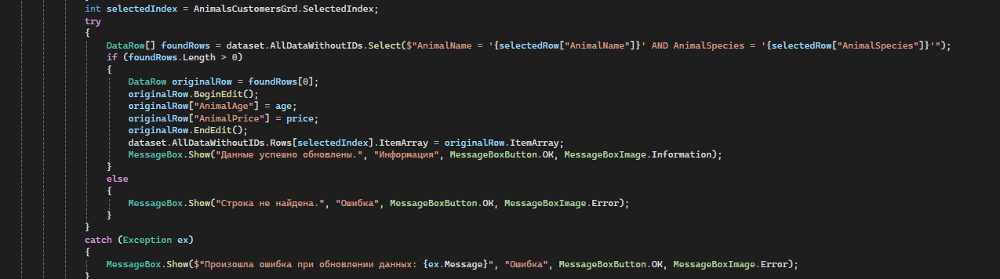 int selectedIndex = AnimalsCustomersGrd.SelectedIndex;
try
{
DataRow[] foundRows = dataset.AllDataWithoutIDs.Select($"AnimalName = '{selectedRow["AnimalName"]}' AND AnimalSpecies = '{selectedRow["AnimalSpecies"]}'");
if (foundRows.Length > 0)
{
DataRow originalRow = foundRows[0];
originalRow.BeginEdit();
originalRow["AnimalAge"] = age;
originalRow["AnimalPrice"] = price;
originalRow.EndEdit();
dataset.AllDataWithoutIDs.Rows[selectedIndex].ItemArray = originalRow.ItemArray;
MessageBox.Show("Данные успешно обновлены.", "Информация", MessageBoxButton.OK, MessageBoxImage.Information);
}
else
{
MessageBox.Show("Строка не найдена.", "Ошибка", MessageBoxButton.OK, MessageBoxImage.Error);
}
}
catch (Exception ex)
{
MessageBox.Show($"Произошла ошибка при обновлении данных: {ex.Message}", "Ошибка", MessageBoxButton.OK, MessageBoxImage.Error);
}